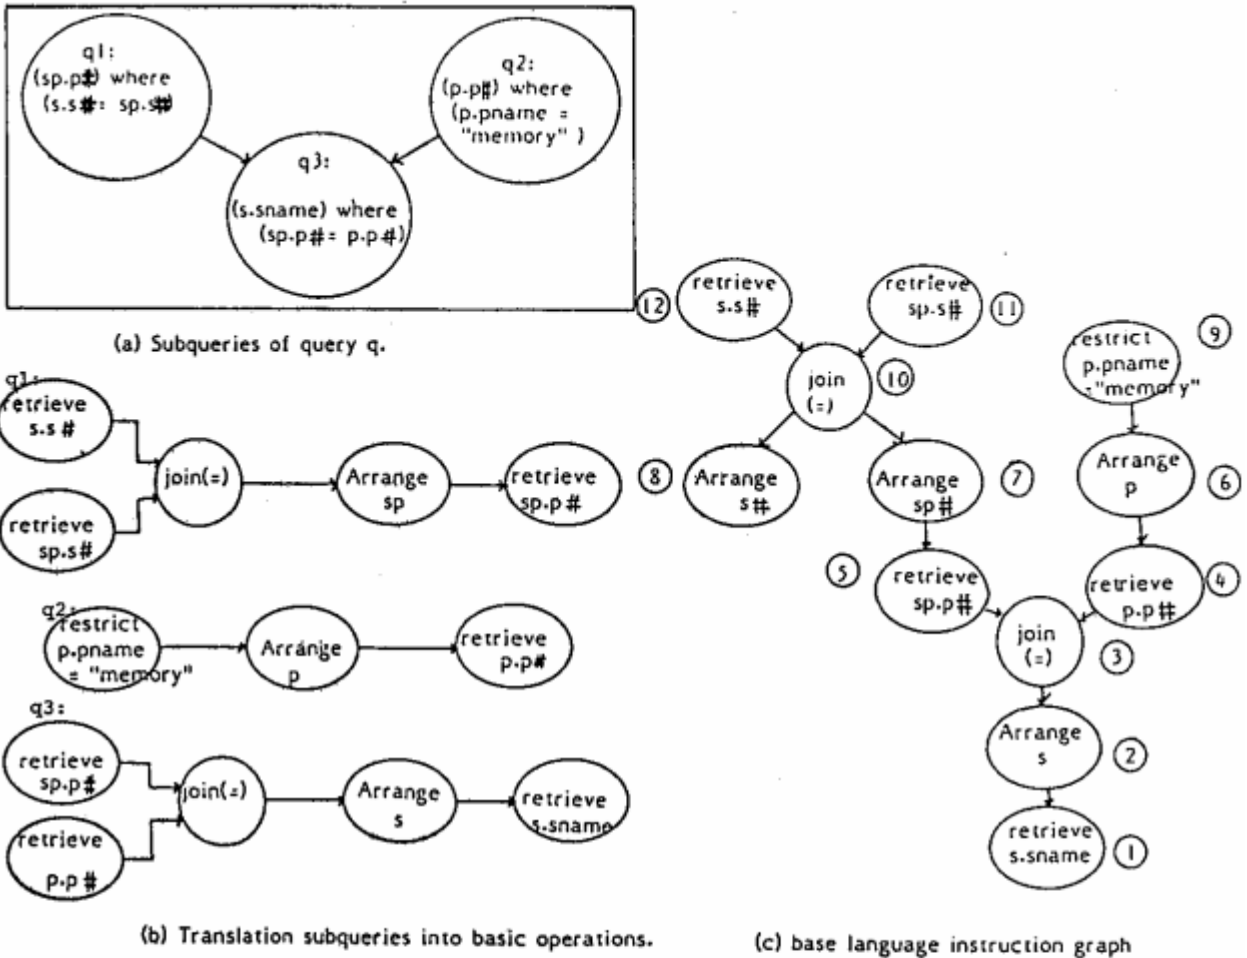 q1:
(sp.p#) where
(s.s#= sp.s#)
q2:
(p.p#) where
(p.pname =
"memory" )
q3:
(s.sname) where
(sp.p#= p.p#)
(a) Subqueries of query q.
q1:
retrieve
s.s#
retrieve
sp.s#
join(=)
Arrange
sp
retrieve
sp.p#
q2:
restrict
p.pname
= "memory"
Arrange
p
retrieve
p.p#
q3:
retrieve
sp.p#
retrieve
p.p#
join(=)
Arrange
s
retrieve
s.sname
(b) Translation subqueries into basic operations.
12
retrieve
s.s#
retrieve
sp.s#
11
join
(=)
10
restrict
p.pname
="memory"
9
8
Arrange
s#
Arrange
sp#
7
Arrange
p
6
5
retrieve
sp.p#
retrieve
p.p#
4
join
(=)
3
Arrange
s
2
retrieve
s.sname
1
(c) base language instruction graph